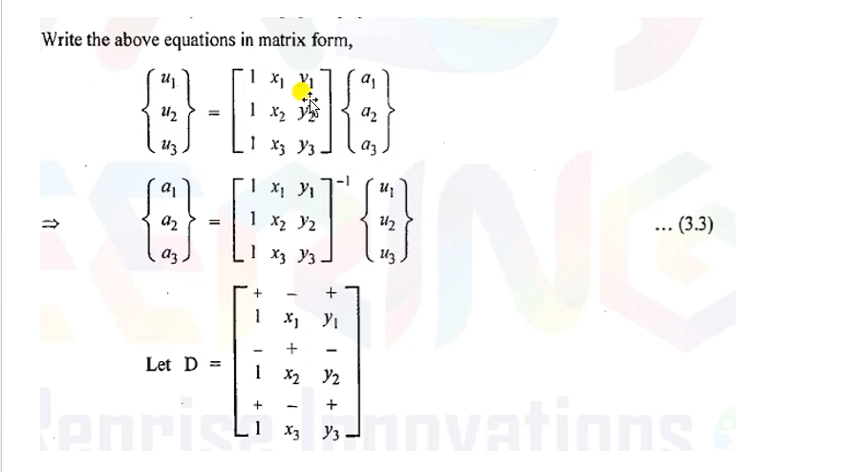 Write the above equations in matrix form,
{ u₁ } = [ 1 x₁ y₁ ] { a₁ }
{ u₂ } = [ 1 x₂ y₂ ] { a₂ }
{ u₃ } = [ 1 x₃ y₃ ] { a₃ }
⇒ { a₁ } = [ 1 x₁ y₁ ]⁻¹ { u₁ }
{ a₂ } = [ 1 x₂ y₂ ] { u₂ } ... (3.3)
{ a₃ } = [ 1 x₃ y₃ ] { u₃ }
+ − +
1 x₁ y₁
− + −
Let D = 1 x₂ y₂
+ − +
1 x₃ y₃